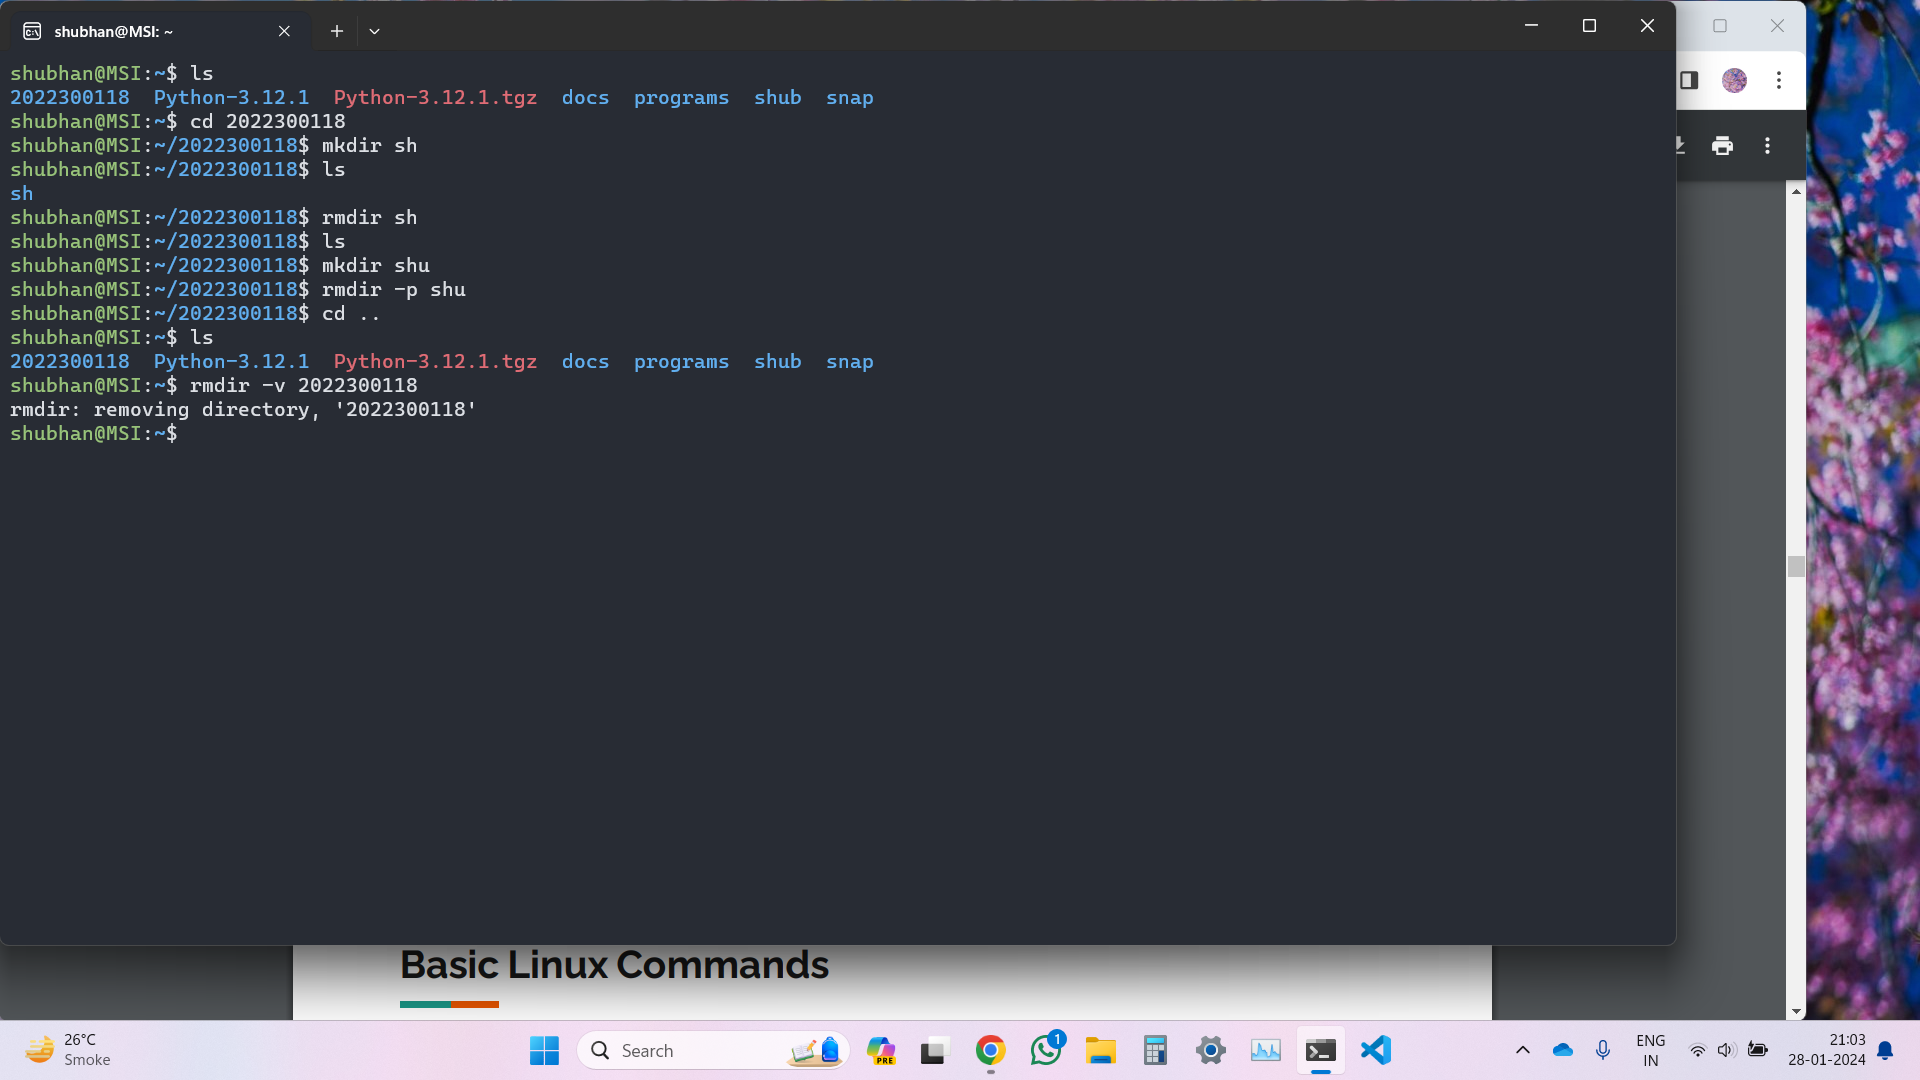 shubhan@MSI: ~
shubhan@MSI:~$ ls
2022300118  Python-3.12.1  Python-3.12.1.tgz  docs  programs  shub  snap
shubhan@MSI:~$ cd 2022300118
shubhan@MSI:~/2022300118$ mkdir sh
shubhan@MSI:~/2022300118$ ls
sh
shubhan@MSI:~/2022300118$ rmdir sh
shubhan@MSI:~/2022300118$ ls
shubhan@MSI:~/2022300118$ mkdir shu
shubhan@MSI:~/2022300118$ rmdir -p shu
shubhan@MSI:~/2022300118$ cd ..
shubhan@MSI:~$ ls
2022300118  Python-3.12.1  Python-3.12.1.tgz  docs  programs  shub  snap
shubhan@MSI:~$ rmdir -v 2022300118
rmdir: removing directory, '2022300118'
shubhan@MSI:~$
Basic Linux Commands
26°C
Smoke
Search
PRE
1
ENG
IN
21:03
28-01-2024